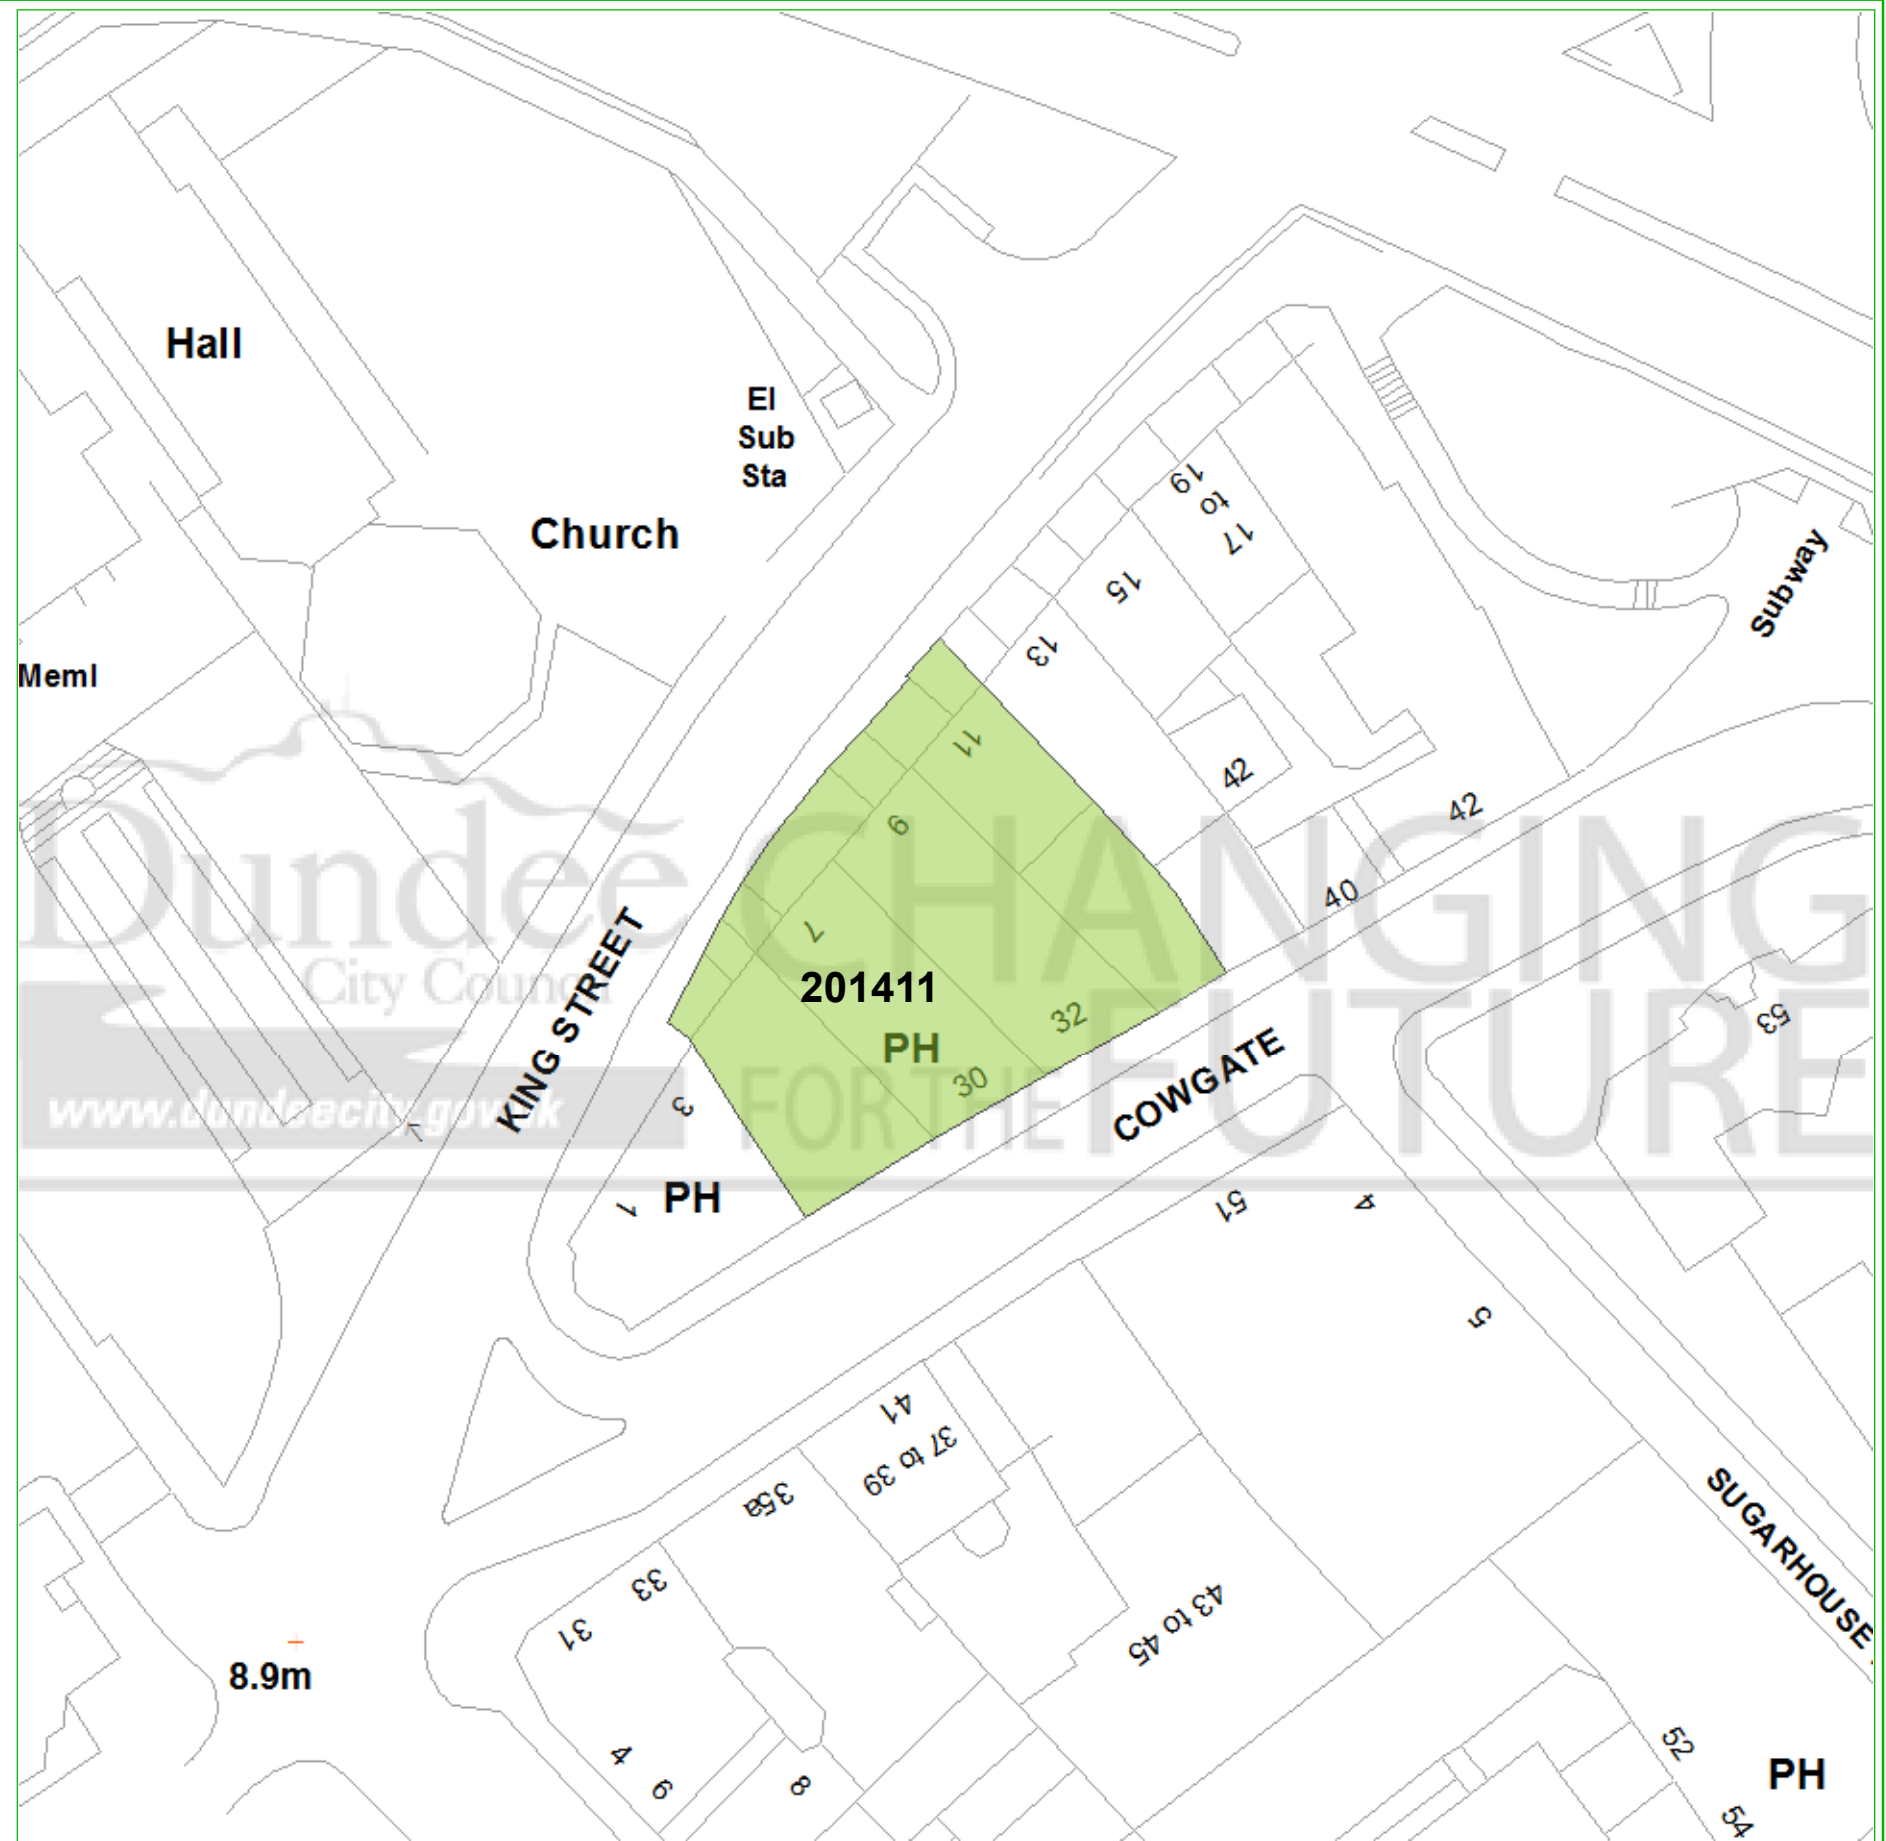 Hall
El
Sub
Sta
Church
Meml
19
to
17
15
13
Subway
11
9
7
42
42
40
KING STREET
201411
PH
32
30
COWGATE
53
3
1
PH
51
4
5
41
37 to 39
35a
33
31
43 to 45
SUGARHOUSE
8.9m
4
6
8
52
PH
54
Dundee
City Council
www.dundeecity.gov.uk
CHANGING
FOR THE FUTURE